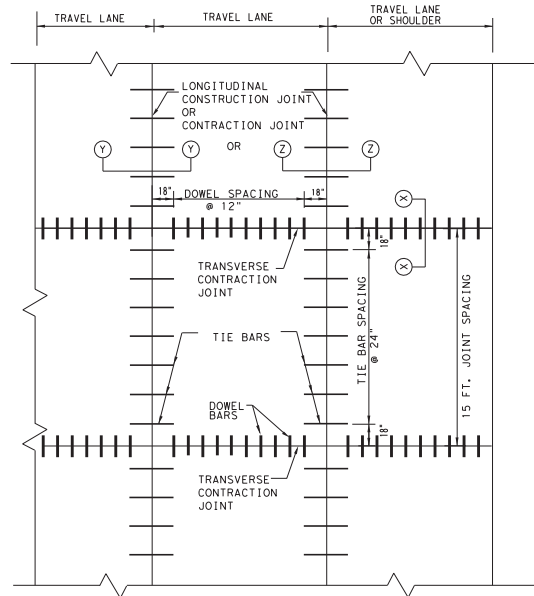 TRAVEL LANE
TRAVEL LANE
TRAVEL LANE
OR SHOULDER
LONGITUDINAL
CONSTRUCTION JOINT
OR
CONTRACTION JOINT
OR
Y
Y
Z
Z
18"
DOWEL SPACING
@ 12"
18"
X
X
18"
TRANSVERSE
CONTRACTION
JOINT
TIE BARS
TIE BAR SPACING
@ 24"
15 FT. JOINT SPACING
DOWEL
BARS
18"
TRANSVERSE
CONTRACTION
JOINT